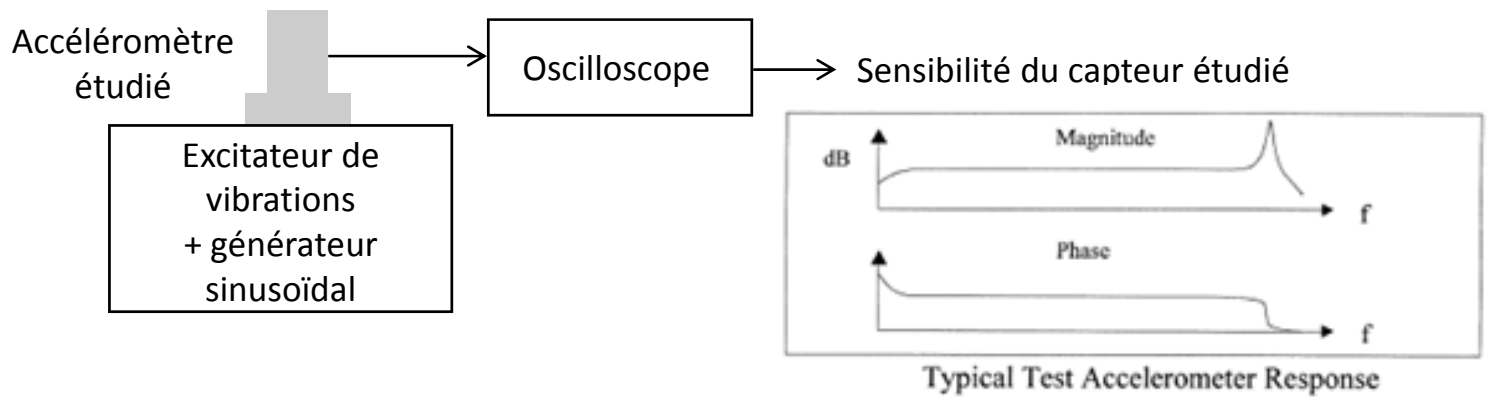 Accéléromètre
étudié
Oscilloscope
Sensibilité du capteur étudié
Excitateur de
vibrations
+ générateur
sinusoïdal
Magnitude
dB
f
Phase
f
Typical Test Accelerometer Response